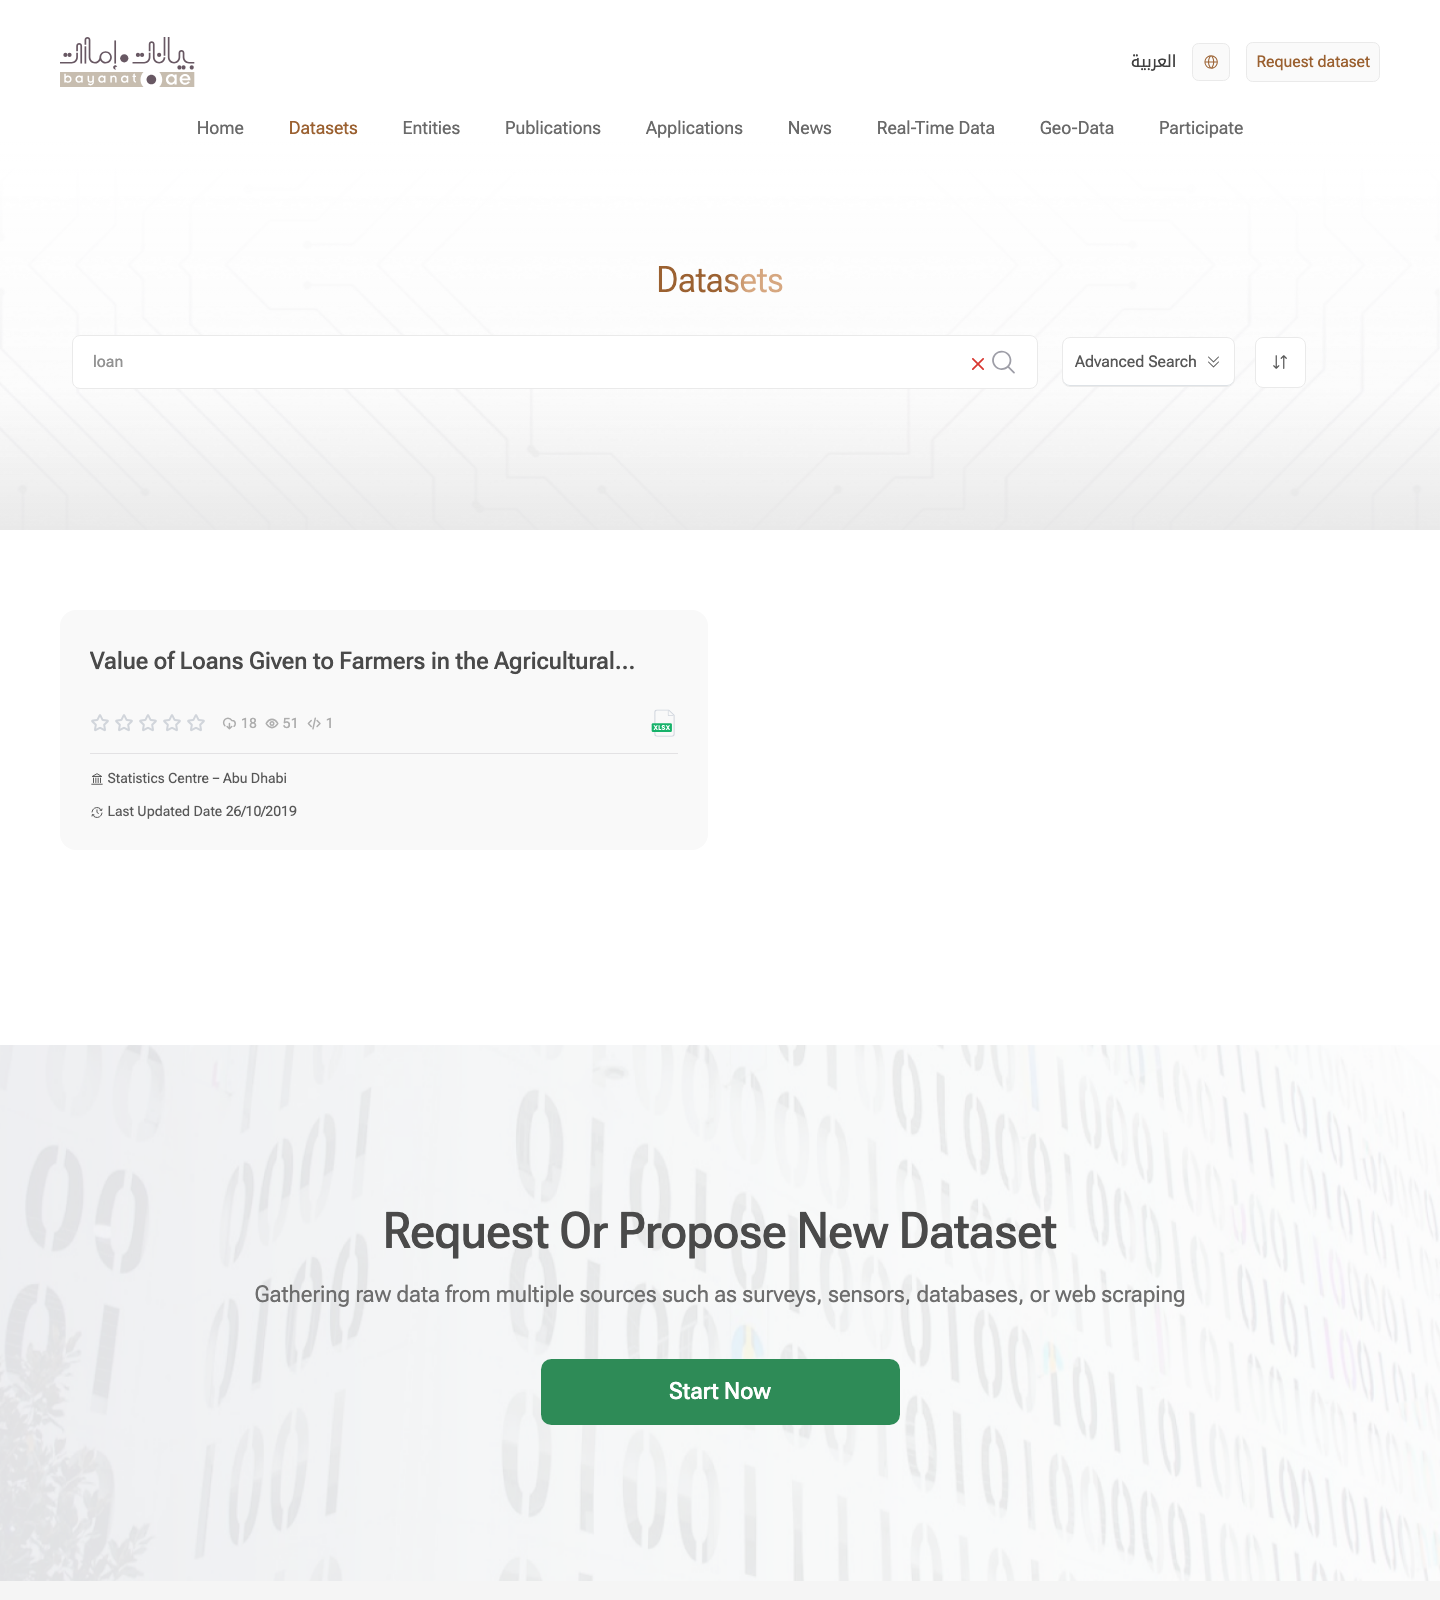 بيانات.إمارات
bayanat.ae
العربية
Request dataset
Home Datasets Entities Publications Applications News Real-Time Data Geo-Data Participate
Datasets
loan
Advanced Search
Value of Loans Given to Farmers in the Agricultural...
18 51 1
XLSX
Statistics Centre – Abu Dhabi
Last Updated Date 26/10/2019
Request Or Propose New Dataset
Gathering raw data from multiple sources such as surveys, sensors, databases, or web scraping
Start Now